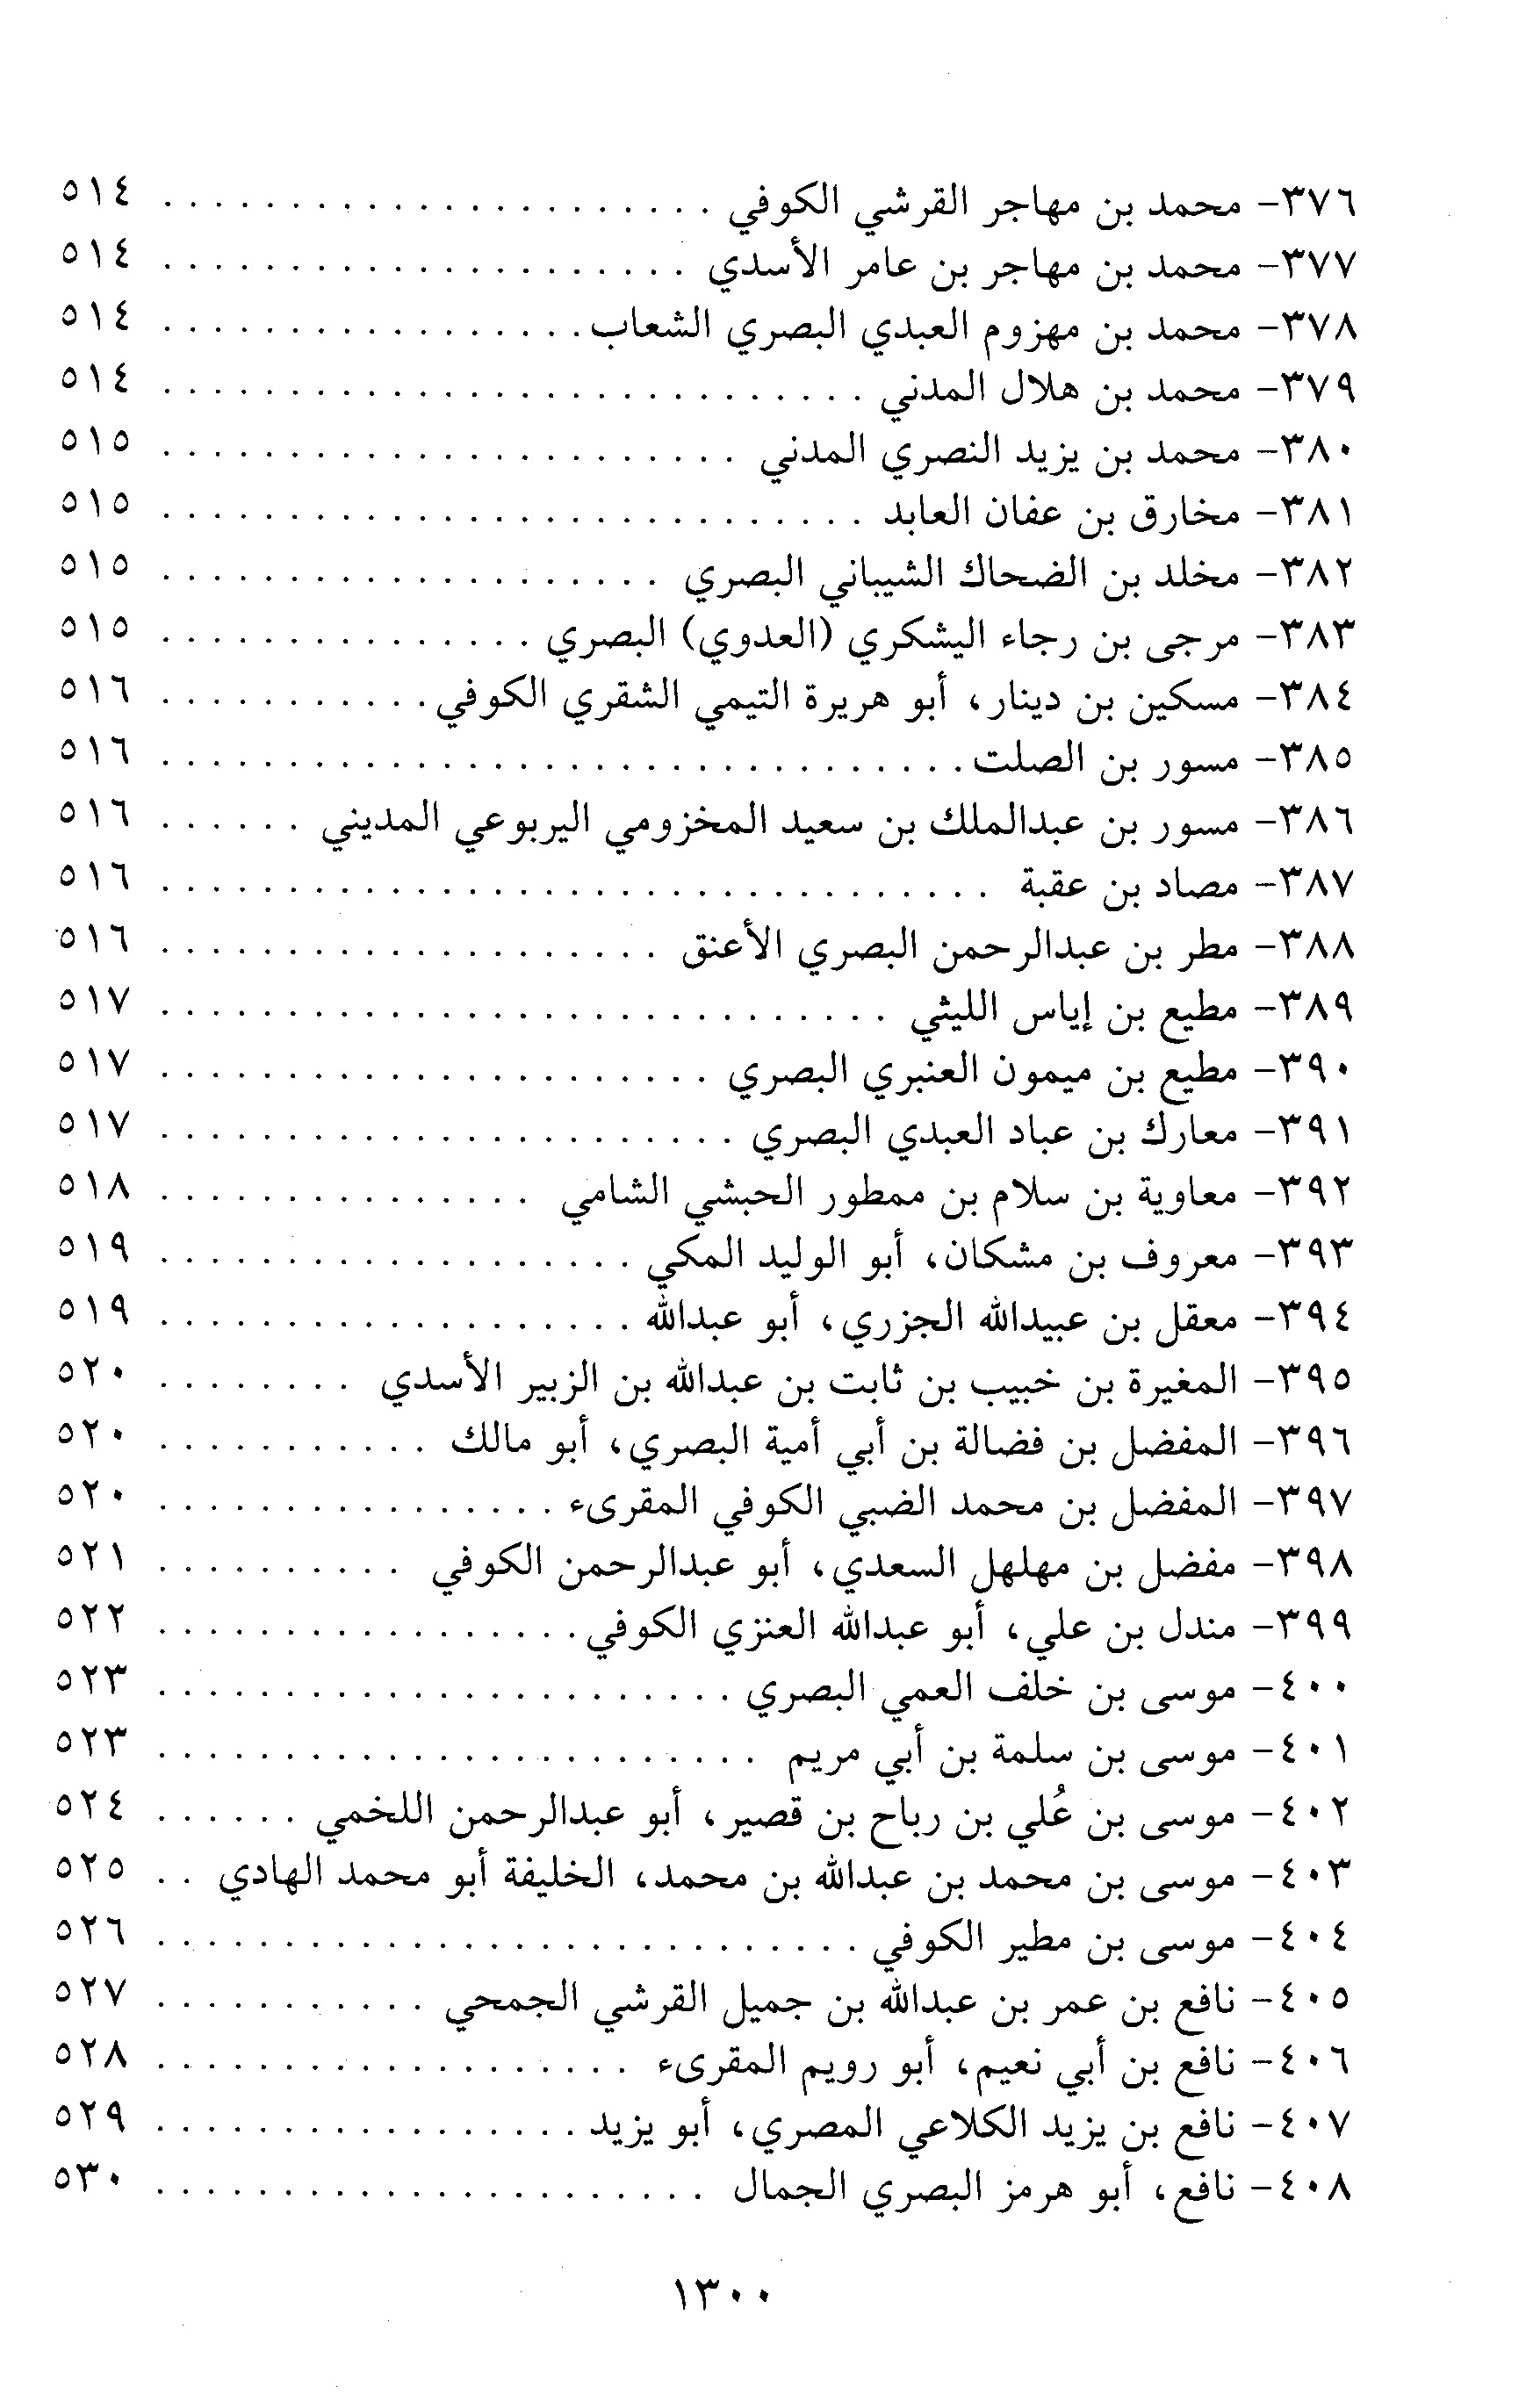 ٣٧٦- محمد بن مهاجر القرشي الكوفي . . . . . . . . . . . . . . . . . . . . . . ٥١٤
٣٧٧- محمد بن مهاجر بن عامر الأسدي . . . . . . . . . . . . . . . . . . . . . ٥١٤
٣٧٨- محمد بن مهزوم العبدي البصري الشعاب . . . . . . . . . . . . . . . . . ٥١٤
٣٧٩- محمد بن هلال المدني . . . . . . . . . . . . . . . . . . . . . . . . . . . . ٥١٤
٣٨٠- محمد بن يزيد النصري المدني . . . . . . . . . . . . . . . . . . . . . . . ٥١٥
٣٨١- مخارق بن عفان العابد . . . . . . . . . . . . . . . . . . . . . . . . . . . . ٥١٥
٣٨٢- مخلد بن الضحاك الشيباني البصري . . . . . . . . . . . . . . . . . . . . ٥١٥
٣٨٣- مرجى بن رجاء اليشكري (العدوي) البصري . . . . . . . . . . . . . . . ٥١٥
٣٨٤- مسكين بن دينار، أبو هريرة التيمي الشقري الكوفي . . . . . . . . . . . ٥١٦
٣٨٥- مسور بن الصلت . . . . . . . . . . . . . . . . . . . . . . . . . . . . . . . . ٥١٦
٣٨٦- مسور بن عبدالملك بن سعيد المخزومي اليربوعي المديني . . . . . . ٥١٦
٣٨٧- مصاد بن عقبة . . . . . . . . . . . . . . . . . . . . . . . . . . . . . . . . . ٥١٦
٣٨٨- مطر بن عبدالرحمن البصري الأعنق . . . . . . . . . . . . . . . . . . . . ٥١٦
٣٨٩- مطيع بن إياس الليثي . . . . . . . . . . . . . . . . . . . . . . . . . . . . . ٥١٧
٣٩٠- مطيع بن ميمون العنبري البصري . . . . . . . . . . . . . . . . . . . . . . ٥١٧
٣٩١- معارك بن عباد العبدي البصري . . . . . . . . . . . . . . . . . . . . . . . ٥١٧
٣٩٢- معاوية بن سلام بن ممطور الحبشي الشامي . . . . . . . . . . . . . . . ٥١٨
٣٩٣- معروف بن مشكان، أبو الوليد المكي . . . . . . . . . . . . . . . . . . . ٥١٩
٣٩٤- معقل بن عبيدالله الجزري، أبو عبدالله . . . . . . . . . . . . . . . . . . . ٥١٩
٣٩٥- المغيرة بن خبيب بن ثابت بن عبدالله بن الزبير الأسدي . . . . . . . . ٥٢٠
٣٩٦- المفضل بن فضالة بن أبي أمية البصري، أبو مالك . . . . . . . . . . . ٥٢٠
٣٩٧- المفضل بن محمد الضبي الكوفي المقرىء . . . . . . . . . . . . . . . . ٥٢٠
٣٩٨- مفضل بن مهلهل السعدي، أبو عبدالرحمن الكوفي . . . . . . . . . . ٥٢١
٣٩٩- مندل بن علي، أبو عبدالله العنزي الكوفي . . . . . . . . . . . . . . . . . ٥٢٢
٤٠٠- موسى بن خلف العمي البصري . . . . . . . . . . . . . . . . . . . . . . . ٥٢٣
٤٠١- موسى بن سلمة بن أبي مريم . . . . . . . . . . . . . . . . . . . . . . . . ٥٢٣
٤٠٢- موسى بن عُلي بن رباح بن قصير، أبو عبدالرحمن اللخمي . . . . . . ٥٢٤
٤٠٣- موسى بن محمد بن عبدالله بن محمد، الخليفة أبو محمد الهادي . . ٥٢٥
٤٠٤- موسى بن مطير الكوفي . . . . . . . . . . . . . . . . . . . . . . . . . . . . ٥٢٦
٤٠٥- نافع بن عمر بن عبدالله بن جميل القرشي الجمحي . . . . . . . . . . . ٥٢٧
٤٠٦- نافع بن أبي نعيم، أبو رويم المقرىء . . . . . . . . . . . . . . . . . . . ٥٢٨
٤٠٧- نافع بن يزيد الكلاعي المصري، أبو يزيد . . . . . . . . . . . . . . . . . ٥٢٩
٤٠٨- نافع، أبو هرمز البصري الجمال . . . . . . . . . . . . . . . . . . . . . . ٥٣٠
١٣٠٠